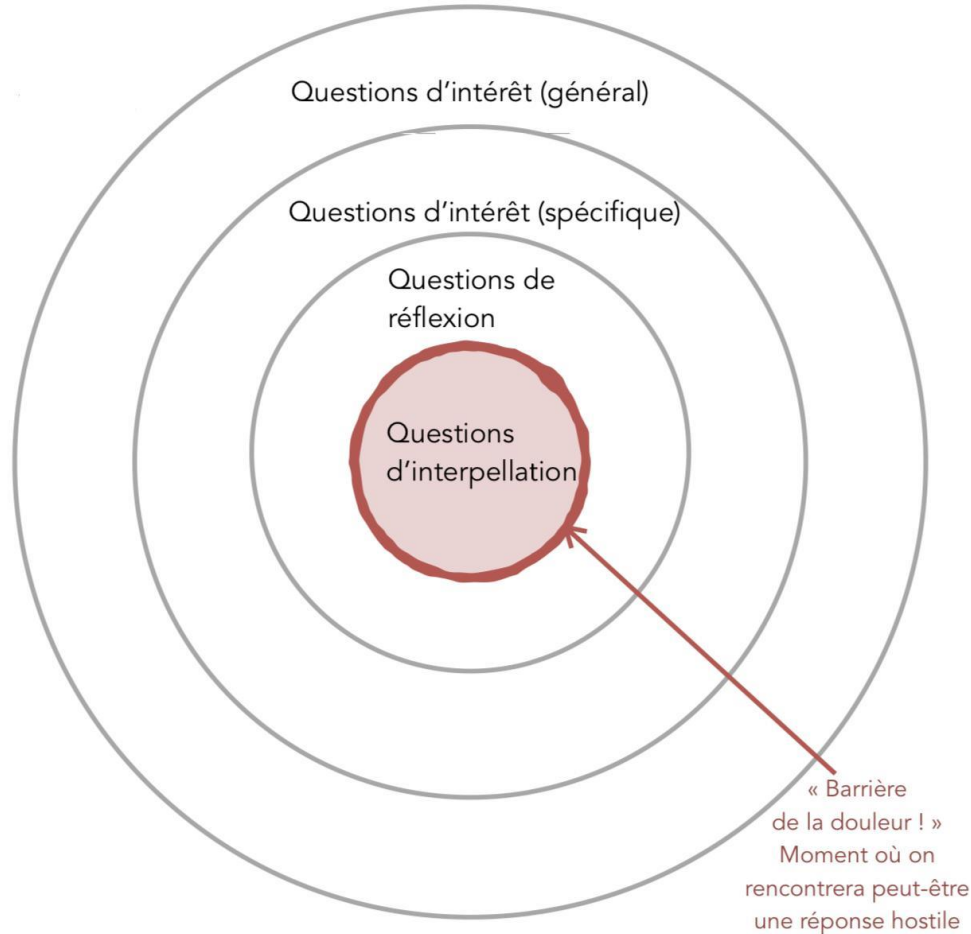 Questions d’intérêt (général)
Questions d’intérêt (spécifique)
Questions de
réflexion
Questions
d’interpellation
« Barrière
de la douleur ! »
Moment où on
rencontrera peut-être
une réponse hostile